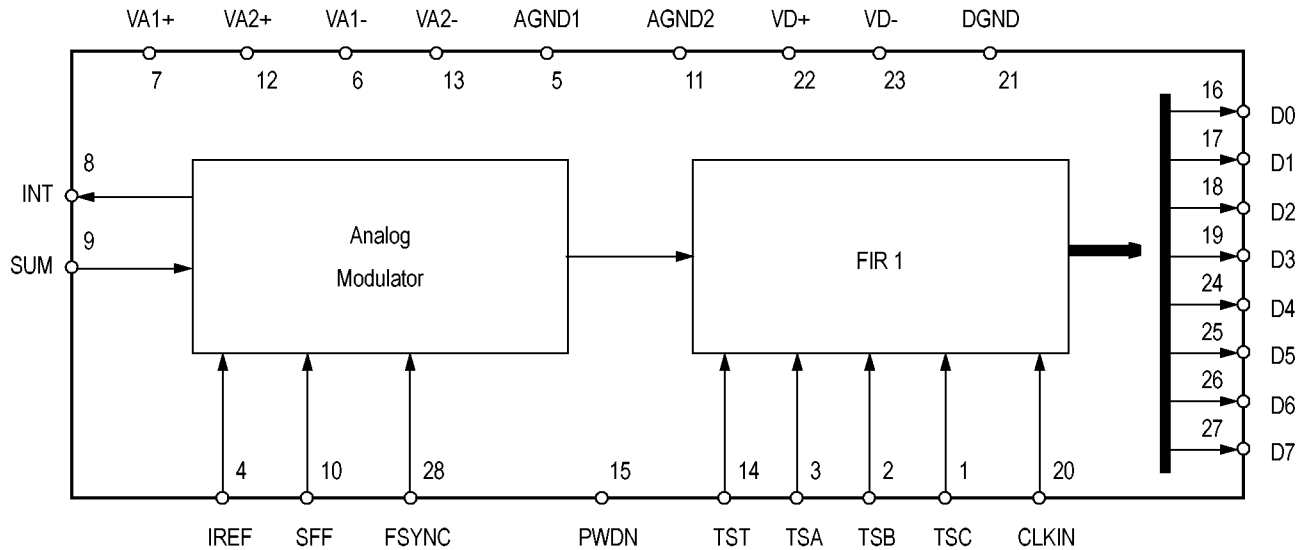 VA1+ VA2+ VA1- VA2- AGND1 AGND2 VD+ VD- DGND
7 12 6 13 5 11 22 23 21
16
D0
17
D1
8
18
INT
D2
Analog
9
19
SUM
Modulator
FIR 1
D3
24
D4
25
D5
26
D6
27
D7
4 10 28 15 14 3 2 1 20
IREF SFF FSYNC PWDN TST TSA TSB TSC CLKIN